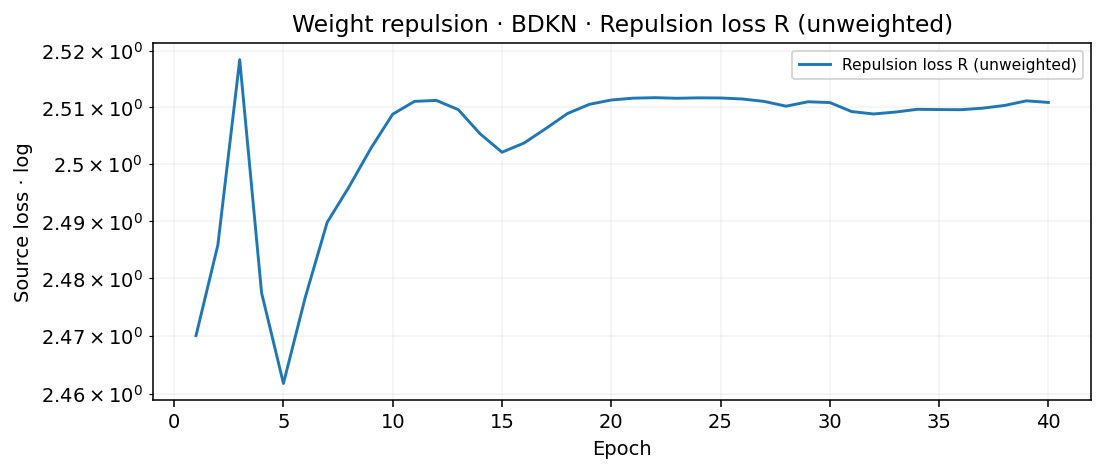 Weight repulsion · BDKN · Repulsion loss R (unweighted)
Repulsion loss R (unweighted)
Source loss · log
2.52 × 10⁰
2.51 × 10⁰
2.5 × 10⁰
2.49 × 10⁰
2.48 × 10⁰
2.47 × 10⁰
2.46 × 10⁰
0 5 10 15 20 25 30 35 40
Epoch